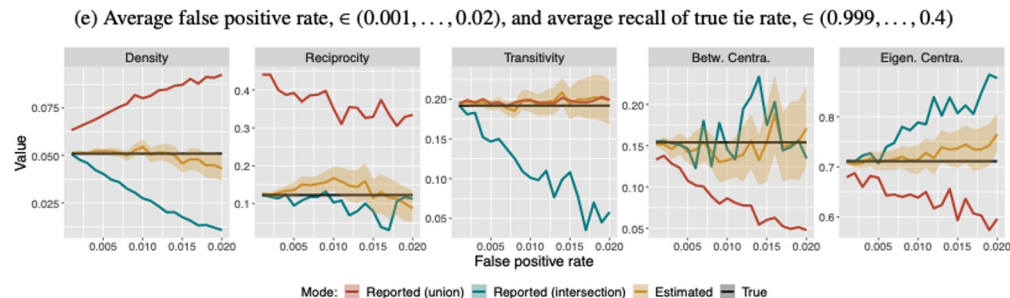 (e) Average false positive rate, ∈ (0.001, . . . , 0.02), and average recall of true tie rate, ∈ (0.999, . . . , 0.4)
Density Reciprocity Transitivity Betw. Centra. Eigen. Centra.
Value
0.075
0.050
0.025
0.005 0.010 0.015 0.020
0.4
0.3
0.2
0.1
0.005 0.010 0.015 0.020
0.20
0.15
0.10
0.05
0.005 0.010 0.015 0.020
0.20
0.15
0.10
0.05
0.005 0.010 0.015 0.020
0.8
0.7
0.6
0.005 0.010 0.015 0.020
False positive rate
Mode: Reported (union) Reported (intersection) Estimated True